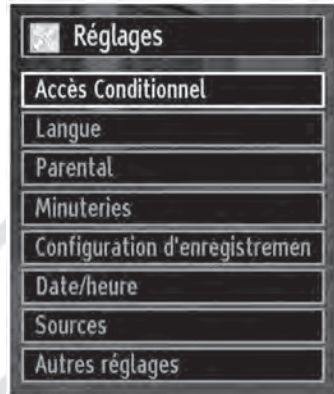 Réglages
Accès Conditionnel
Langue
Parental
Minuteries
Configuration d'enregistremen
Date/heure
Sources
Autres réglages